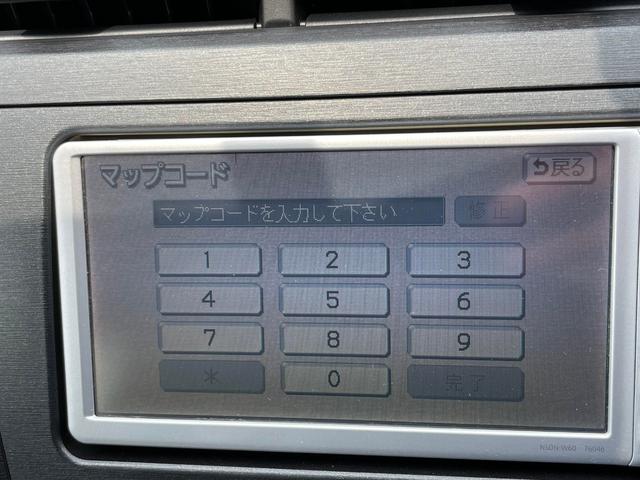 マップコード
戻る
マップコードを入力して下さい
修正
1 2 3
4 5 6
7 8 9
* 0 完了
NSDN-W60 76046